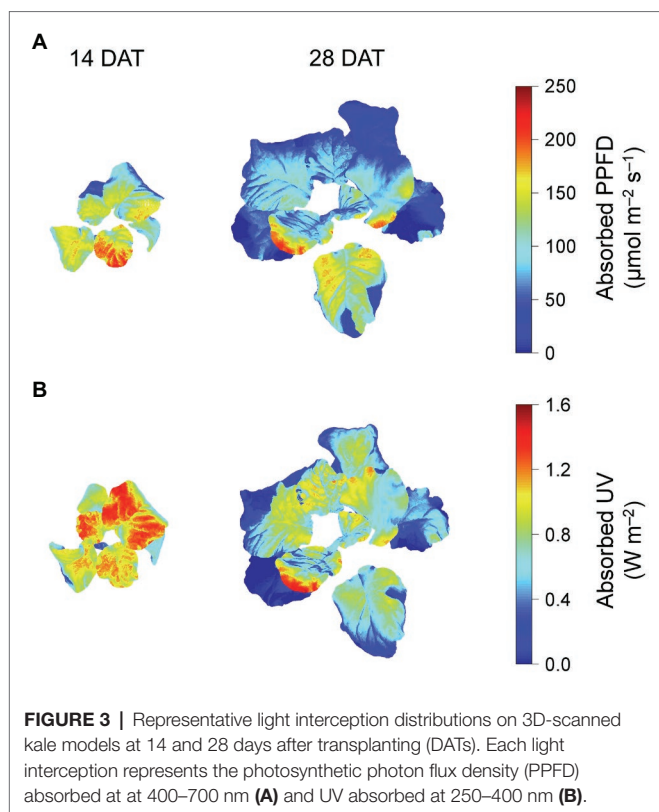 A
14 DAT
28 DAT
250
200
150
100
50
0
Absorbed PPFD
(μmol m⁻² s⁻¹)
B
1.6
1.2
0.8
0.4
0.0
Absorbed UV
(W m⁻²)
FIGURE 3 | Representative light interception distributions on 3D-scanned
kale models at 14 and 28 days after transplanting (DATs). Each light
interception represents the photosynthetic photon flux density (PPFD)
absorbed at at 400–700 nm (A) and UV absorbed at 250–400 nm (B).